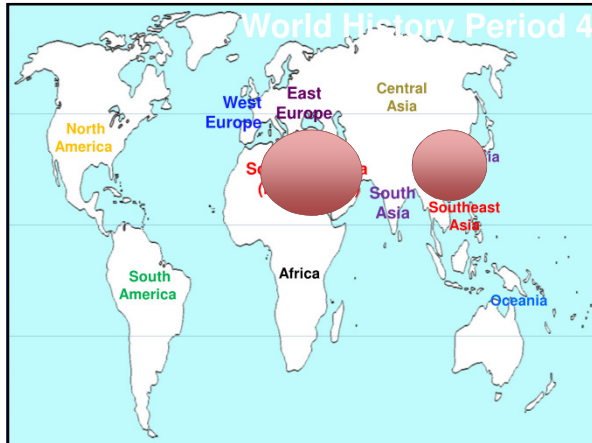 World History Period 4
Central
Asia
East
Europe
West
Europe
North
America
South
Asia
Southeast
Asia
Africa
South
America
Oceania